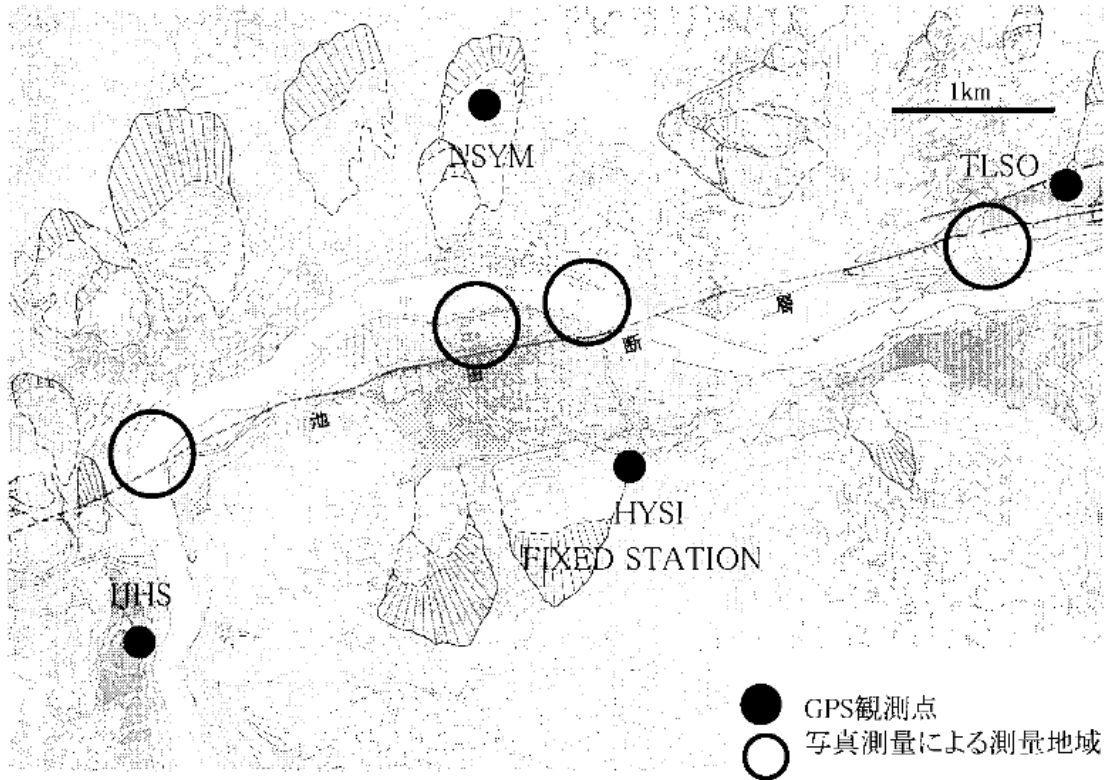 1km
NSYM
TLSO
池
断
層
HYSI
FIXED STATION
IJHS
GPS観測点
写真測量による測量地域